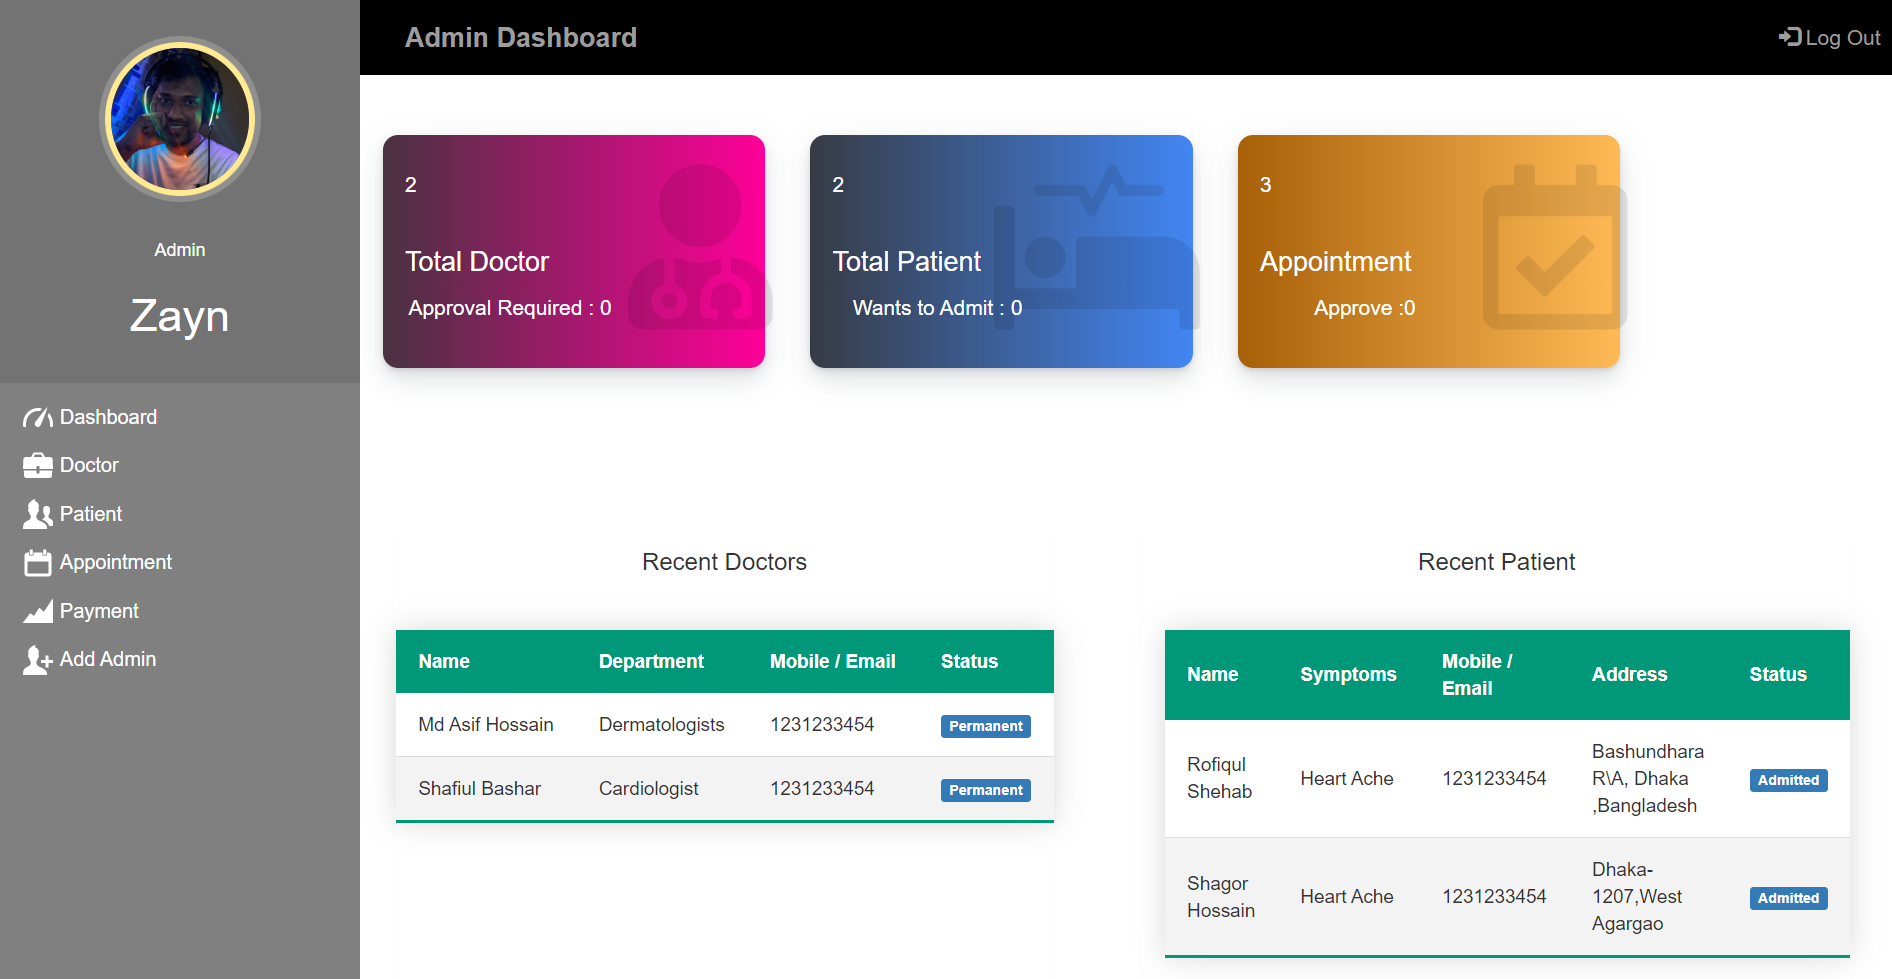 Admin Dashboard
Log Out
Admin
Zayn
Dashboard
Doctor
Patient
Appointment
Payment
Add Admin
2
Total Doctor
Approval Required : 0
2
Total Patient
Wants to Admit : 0
3
Appointment
Approve :0
Recent Doctors
Name Department Mobile / Email Status
Md Asif Hossain Dermatologists 1231233454 Permanent
Shafiul Bashar Cardiologist 1231233454 Permanent
Recent Patient
Name Symptoms Mobile / Email Address Status
Rofiqul Shehab Heart Ache 1231233454 Bashundhara R\A, Dhaka ,Bangladesh Admitted
Shagor Hossain Heart Ache 1231233454 Dhaka-1207,West Agargao Admitted